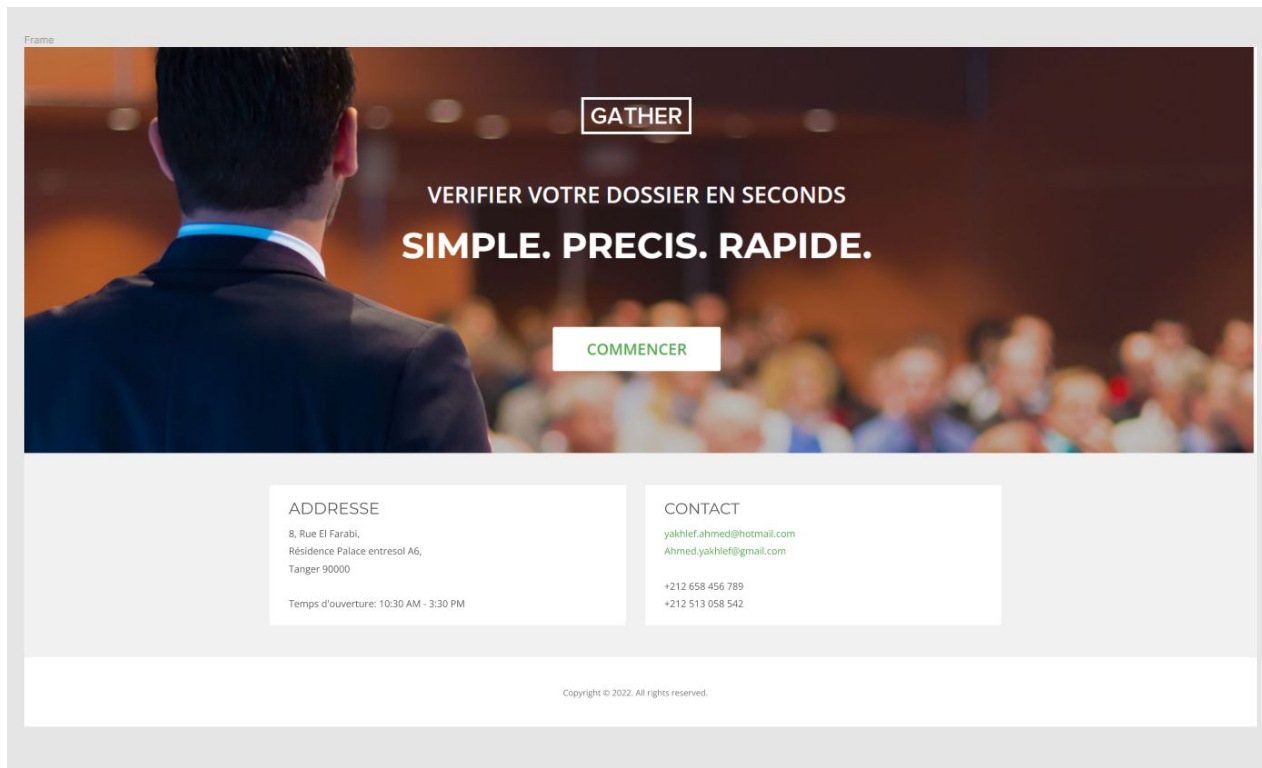 Frame
GATHER
VERIFIER VOTRE DOSSIER EN SECONDS
SIMPLE. PRECIS. RAPIDE.
COMMENCER
ADDRESSE
8, Rue El Farabi,
Résidence Palace entresol A6,
Tanger 90000
Temps d'ouverture: 10:30 AM - 3:30 PM
CONTACT
yakhlef.ahmed@hotmail.com
Ahmed.yakhlef@gmail.com
+212 658 456 789
+212 513 058 542
Copyright © 2022. All rights reserved.